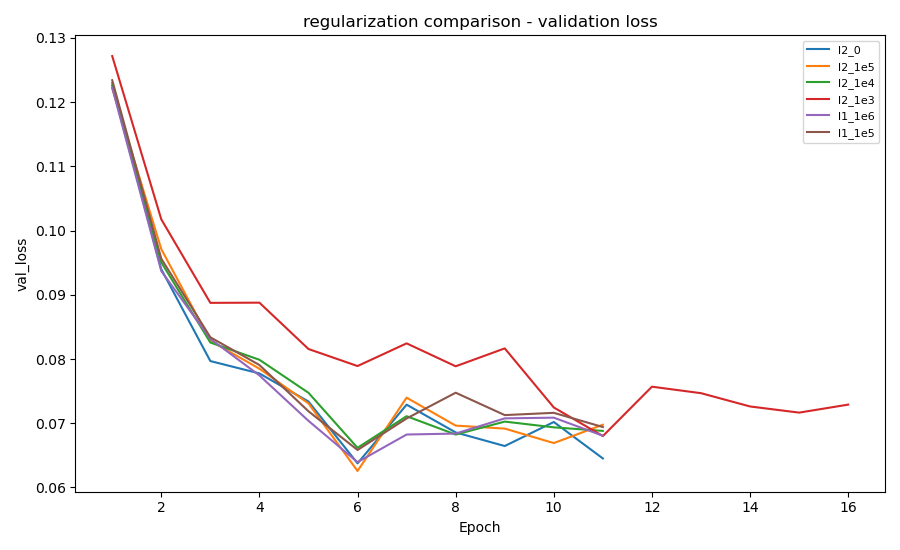 regularization comparison - validation loss
val_loss
0.13
0.12
0.11
0.10
0.09
0.08
0.07
0.06
l2_0
l2_1e5
l2_1e4
l2_1e3
l1_1e6
l1_1e5
2 4 6 8 10 12 14 16
Epoch